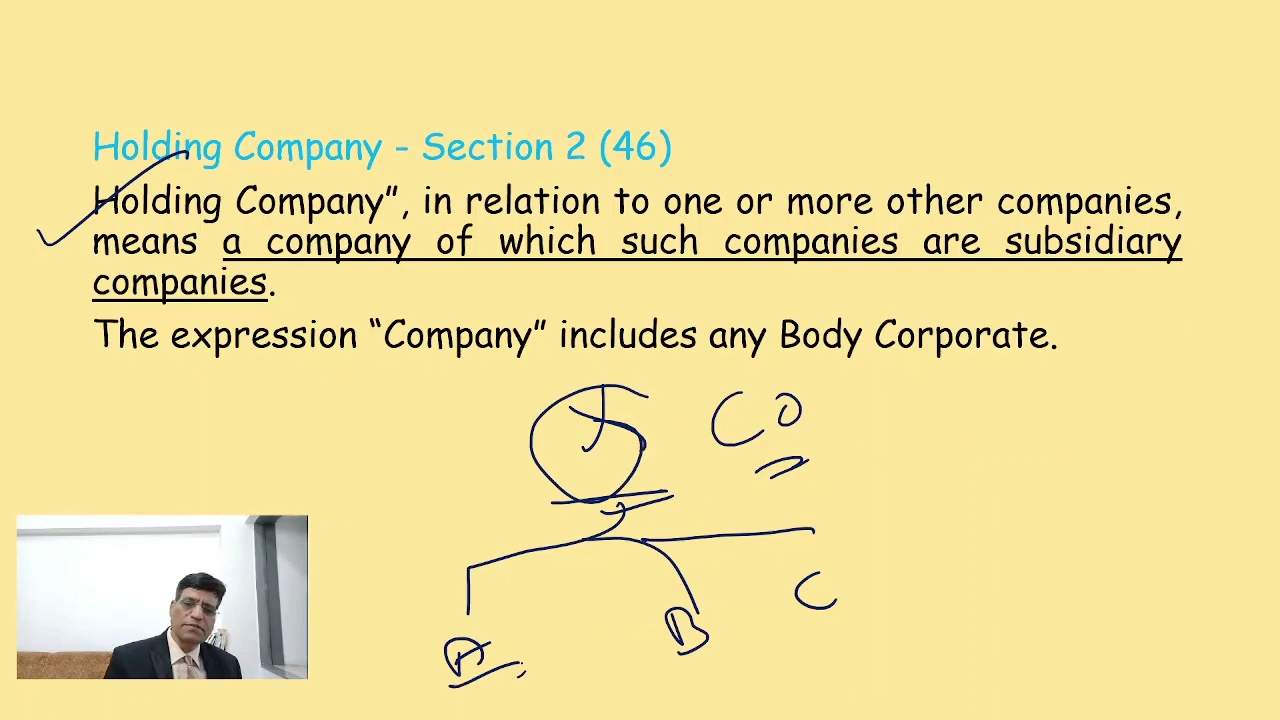 Holding Company - Section 2 (46)
Holding Company”, in relation to one or more other companies,
means a company of which such companies are subsidiary
companies.
The expression “Company” includes any Body Corporate.
CO
C
B
A